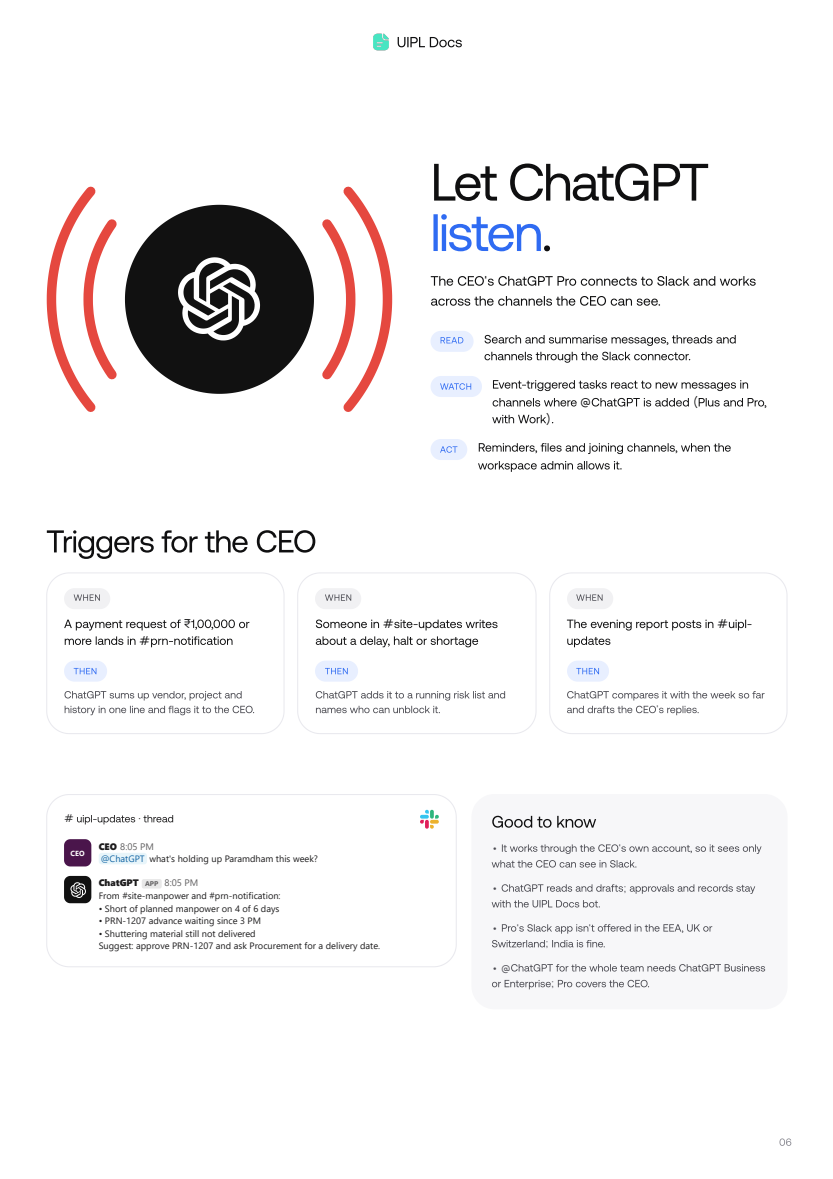 UIPL Docs
Let ChatGPT
listen.
The CEO's ChatGPT Pro connects to Slack and works
across the channels the CEO can see.
READ
Search and summarise messages, threads and
channels through the Slack connector.
WATCH
Event-triggered tasks react to new messages in
channels where @ChatGPT is added (Plus and Pro,
with Work).
ACT
Reminders, files and joining channels, when the
workspace admin allows it.
Triggers for the CEO
WHEN
A payment request of ₹1,00,000 or
more lands in #prn-notification
THEN
ChatGPT sums up vendor, project and
history in one line and flags it to the CEO.
WHEN
Someone in #site-updates writes
about a delay, halt or shortage
THEN
ChatGPT adds it to a running risk list and
names who can unblock it.
WHEN
The evening report posts in #uipl-
updates
THEN
ChatGPT compares it with the week so far
and drafts the CEO's replies.
# uipl-updates · thread
CEO
CEO 8:05 PM
@ChatGPT what's holding up Paramdham this week?
ChatGPT APP 8:05 PM
From #site-manpower and #prn-notification:
• Short of planned manpower on 4 of 6 days
• PRN-1207 advance waiting since 3 PM
• Shuttering material still not delivered
Suggest: approve PRN-1207 and ask Procurement for a delivery date.
Good to know
• It works through the CEO's own account, so it sees only
what the CEO can see in Slack.
• ChatGPT reads and drafts; approvals and records stay
with the UIPL Docs bot.
• Pro's Slack app isn't offered in the EEA, UK or
Switzerland; India is fine.
• @ChatGPT for the whole team needs ChatGPT Business
or Enterprise; Pro covers the CEO.
06